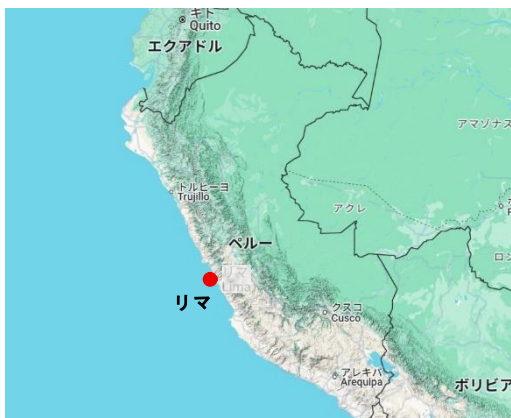 キト
Quito
エクアドル
アマゾナス
トルヒーヨ
Trujillo
アクレ
ペルー
リマ
Lima
リマ
クスコ
Cusco
アレキパ
Arequipa
ボリビア